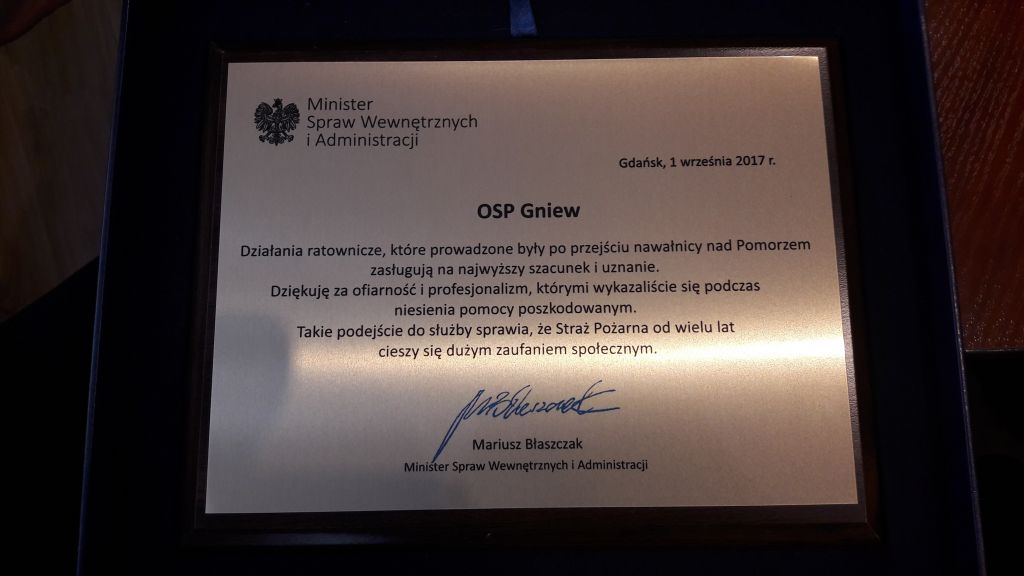 Minister
Spraw Wewnętrznych
i Administracji
Gdańsk, 1 września 2017 r.
OSP Gniew
Działania ratownicze, które prowadzone były po przejściu nawałnicy nad Pomorzem
zasługują na najwyższy szacunek i uznanie.
Dziękuję za ofiarność i profesjonalizm, którymi wykazaliście się podczas
niesienia pomocy poszkodowanym.
Takie podejście do służby sprawia, że Straż Pożarna od wielu lat
cieszy się dużym zaufaniem społecznym.
Mariusz Błaszczak
Minister Spraw Wewnętrznych i Administracji